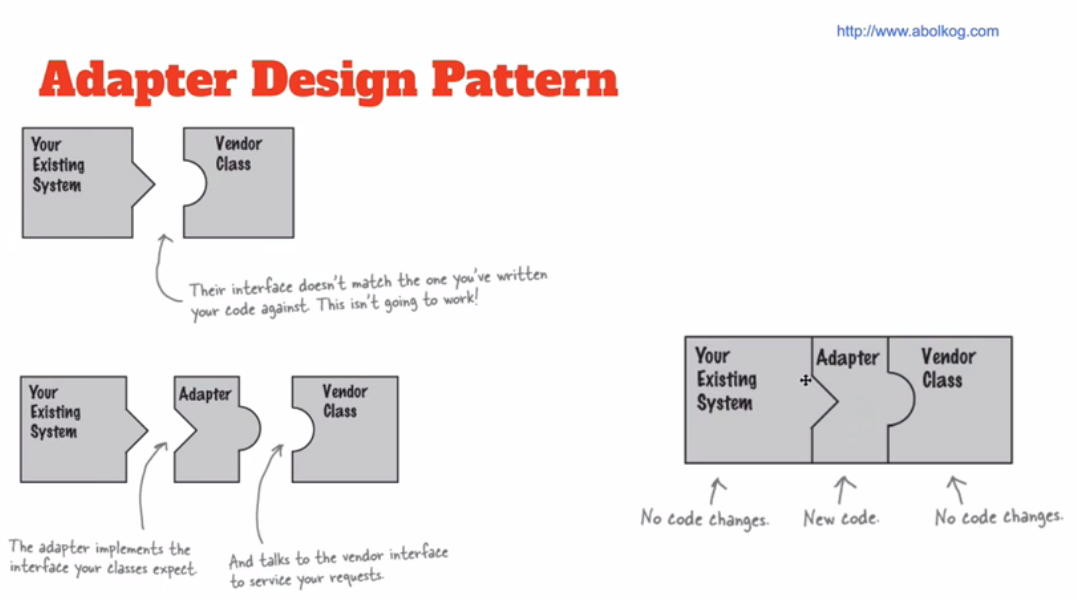 http://www.abolkog.com
Adapter Design Pattern
Your
Existing
System
Vendor
Class
Their interface doesn't match the one you've written
your code against. This isn't going to work!
Your
Existing
System
Adapter
Vendor
Class
The adapter implements the
interface your classes expect.
And talks to the vendor interface
to service your requests.
Your
Existing
System
Adapter
Vendor
Class
No code changes.
New code.
No code changes.